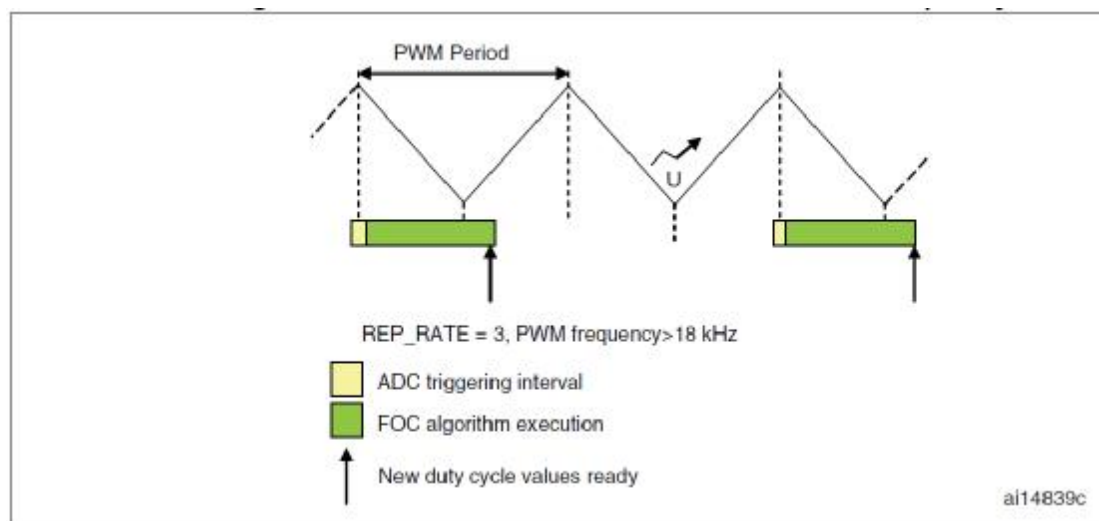 PWM Period
U
REP_RATE = 3, PWM frequency>18 kHz
ADC triggering interval
FOC algorithm execution
New duty cycle values ready
ai14839c